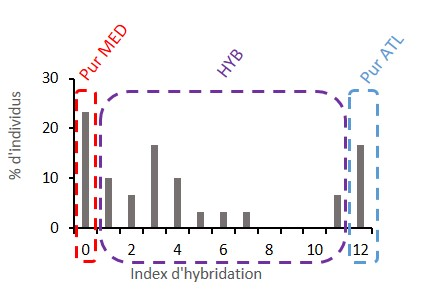 Pur MED
HYB
Pur ATL
% d'individus
30
20
10
0
0 2 4 6 8 10 12
Index d'hybridation